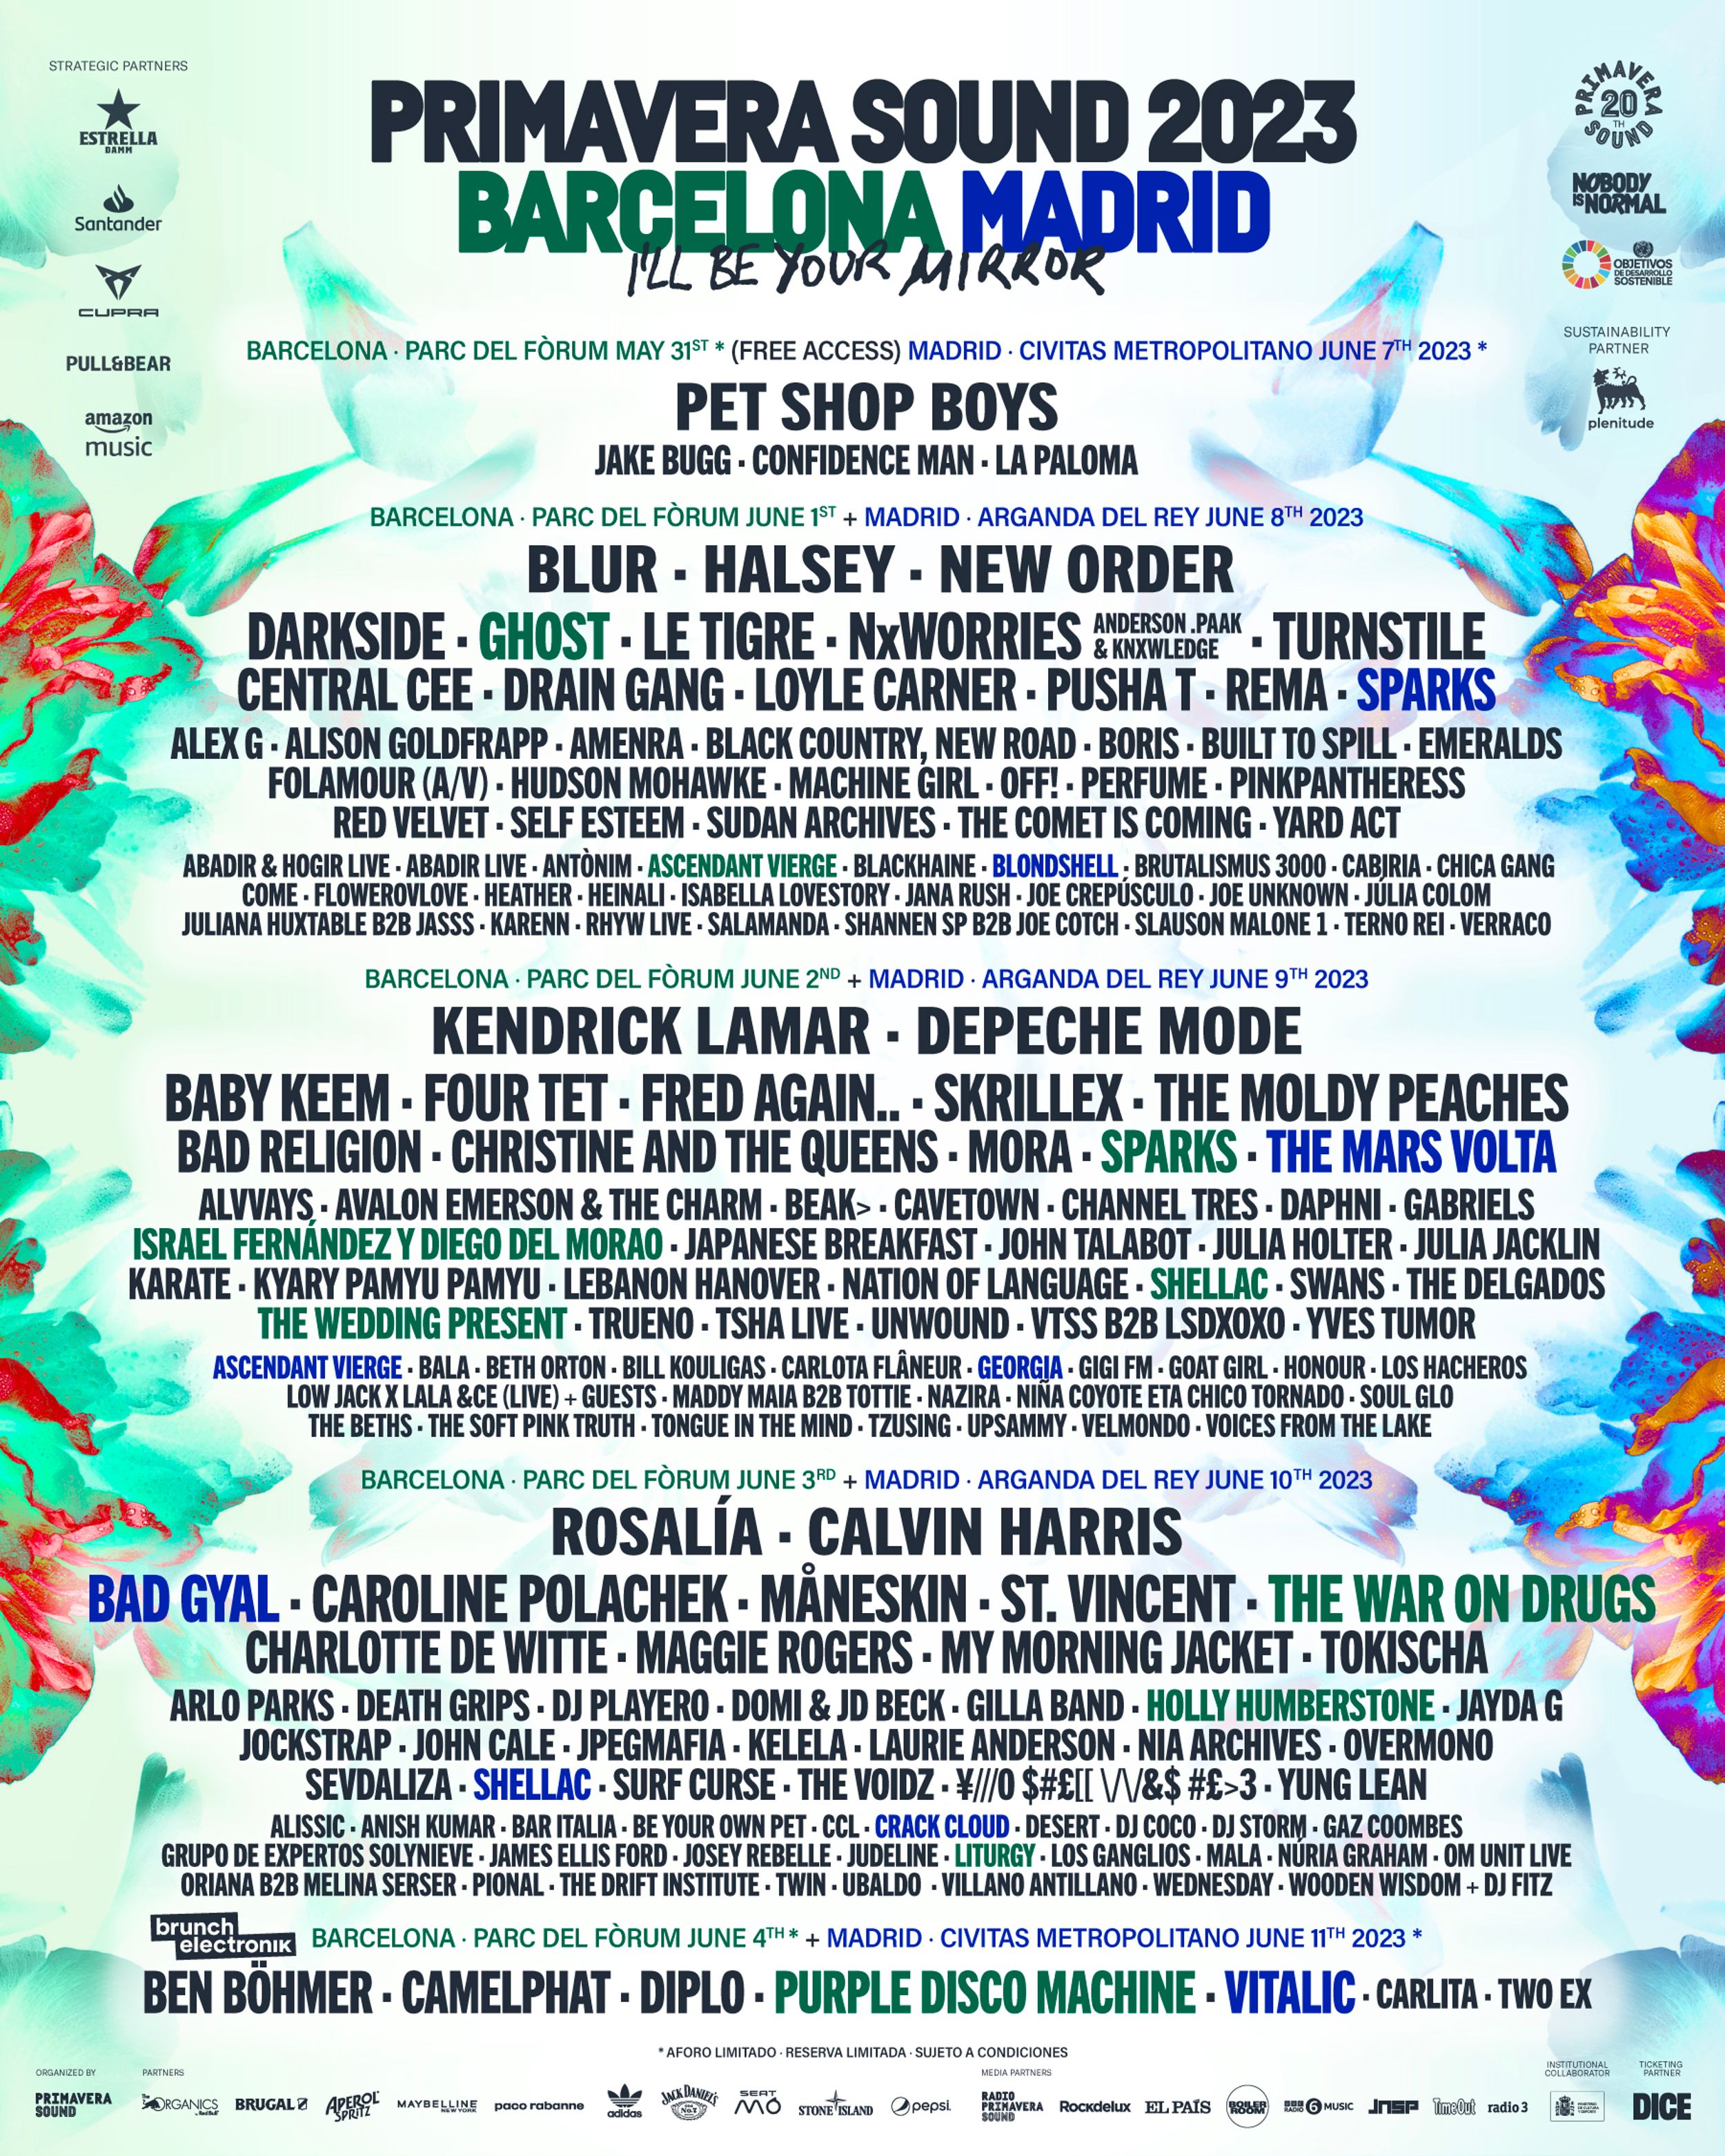 STRATEGIC PARTNERS
ESTRELLA
DAMM
Santander
CUPRA
PULL&BEAR
amazon
music
PRIMAVERA SOUND 2023
BARCELONA MADRID
I'LL BE YOUR MIRROR
PRIMAVERA
20
TH
SOUND
NOBODY
IS NORMAL
OBJETIVOS
DE DESARROLLO
SOSTENIBLE
SUSTAINABILITY
PARTNER
plenitude
BARCELONA · PARC DEL FÒRUM MAY 31ST * (FREE ACCESS) MADRID · CIVITAS METROPOLITANO JUNE 7TH 2023 *
PET SHOP BOYS
JAKE BUGG · CONFIDENCE MAN · LA PALOMA
BARCELONA · PARC DEL FÒRUM JUNE 1ST + MADRID · ARGANDA DEL REY JUNE 8TH 2023
BLUR · HALSEY · NEW ORDER
DARKSIDE · GHOST · LE TIGRE · NxWORRIES ANDERSON .PAAK & KNXWLEDGE · TURNSTILE
CENTRAL CEE · DRAIN GANG · LOYLE CARNER · PUSHA T · REMA · SPARKS
ALEX G · ALISON GOLDFRAPP · AMENRA · BLACK COUNTRY, NEW ROAD · BORIS · BUILT TO SPILL · EMERALDS
FOLAMOUR (A/V) · HUDSON MOHAWKE · MACHINE GIRL · OFF! · PERFUME · PINKPANTHERESS
RED VELVET · SELF ESTEEM · SUDAN ARCHIVES · THE COMET IS COMING · YARD ACT
ABADIR & HOGIR LIVE · ABADIR LIVE · ANTÒNIM · ASCENDANT VIERGE · BLACKHAINE · BLONDSHELL · BRUTALISMUS 3000 · CABIRIA · CHICA GANG
COME · FLOWEROVLOVE · HEATHER · HEINALI · ISABELLA LOVESTORY · JANA RUSH · JOE CREPÚSCULO · JOE UNKNOWN · JÚLIA COLOM
JULIANA HUXTABLE B2B JASSS · KARENN · RHYW LIVE · SALAMANDA · SHANNEN SP B2B JOE COTCH · SLAUSON MALONE 1 · TERNO REI · VERRACO
BARCELONA · PARC DEL FÒRUM JUNE 2ND + MADRID · ARGANDA DEL REY JUNE 9TH 2023
KENDRICK LAMAR · DEPECHE MODE
BABY KEEM · FOUR TET · FRED AGAIN.. · SKRILLEX · THE MOLDY PEACHES
BAD RELIGION · CHRISTINE AND THE QUEENS · MORA · SPARKS · THE MARS VOLTA
ALVVAYS · AVALON EMERSON & THE CHARM · BEAK> · CAVETOWN · CHANNEL TRES · DAPHNI · GABRIELS
ISRAEL FERNÁNDEZ Y DIEGO DEL MORAO · JAPANESE BREAKFAST · JOHN TALABOT · JULIA HOLTER · JULIA JACKLIN
KARATE · KYARY PAMYU PAMYU · LEBANON HANOVER · NATION OF LANGUAGE · SHELLAC · SWANS · THE DELGADOS
THE WEDDING PRESENT · TRUENO · TSHA LIVE · UNWOUND · VTSS B2B LSDXOXO · YVES TUMOR
ASCENDANT VIERGE · BALA · BETH ORTON · BILL KOULIGAS · CARLOTA FLÂNEUR · GEORGIA · GIGI FM · GOAT GIRL · HONOUR · LOS HACHEROS
LOW JACK X LALA &CE (LIVE) + GUESTS · MADDY MAIA B2B TOTTIE · NAZIRA · NIÑA COYOTE ETA CHICO TORNADO · SOUL GLO
THE BETHS · THE SOFT PINK TRUTH · TONGUE IN THE MIND · TZUSING · UPSAMMY · VELMONDO · VOICES FROM THE LAKE
BARCELONA · PARC DEL FÒRUM JUNE 3RD + MADRID · ARGANDA DEL REY JUNE 10TH 2023
ROSALÍA · CALVIN HARRIS
BAD GYAL · CAROLINE POLACHEK · MÅNESKIN · ST. VINCENT · THE WAR ON DRUGS
CHARLOTTE DE WITTE · MAGGIE ROGERS · MY MORNING JACKET · TOKISCHA
ARLO PARKS · DEATH GRIPS · DJ PLAYERO · DOMI & JD BECK · GILLA BAND · HOLLY HUMBERSTONE · JAYDA G
JOCKSTRAP · JOHN CALE · JPEGMAFIA · KELELA · LAURIE ANDERSON · NIA ARCHIVES · OVERMONO
SEVDALIZA · SHELLAC · SURF CURSE · THE VOIDZ · ¥///0 $#£[[ \/\/&$ #£>3 · YUNG LEAN
ALISSIC · ANISH KUMAR · BAR ITALIA · BE YOUR OWN PET · CCL · CRACK CLOUD · DESERT · DJ COCO · DJ STORM · GAZ COOMBES
GRUPO DE EXPERTOS SOLYNIEVE · JAMES ELLIS FORD · JOSEY REBELLE · JUDELINE · LITURGY · LOS GANGLIOS · MALA · NÚRIA GRAHAM · OM UNIT LIVE
ORIANA B2B MELINA SERSER · PIONAL · THE DRIFT INSTITUTE · TWIN · UBALDO · VILLANO ANTILLANO · WEDNESDAY · WOODEN WISDOM + DJ FITZ
brunch
electronik
BARCELONA · PARC DEL FÒRUM JUNE 4TH * + MADRID · CIVITAS METROPOLITANO JUNE 11TH 2023 *
BEN BÖHMER · CAMELPHAT · DIPLO · PURPLE DISCO MACHINE · VITALIC · CARLITA · TWO EX
* AFORO LIMITADO · RESERVA LIMITADA · SUJETO A CONDICIONES
ORGANIZED BY
PRIMAVERA
SOUND
PARTNERS
The ORGANICS
by Red Bull
BRUGAL
APEROL
SPRITZ
MAYBELLINE
NEW YORK
paco rabanne
adidas
JACK DANIEL'S
No.7
SEAT
MÓ
STONE ISLAND
pepsi
MEDIA PARTNERS
RADIO
PRIMAVERA
SOUND
Rockdelux
EL PAÍS
BOILER
ROOM
BBC
RADIO 6 MUSIC
JNSP
TimeOut
radio 3
INSTITUTIONAL
COLLABORATOR
TICKETING
PARTNER
DICE